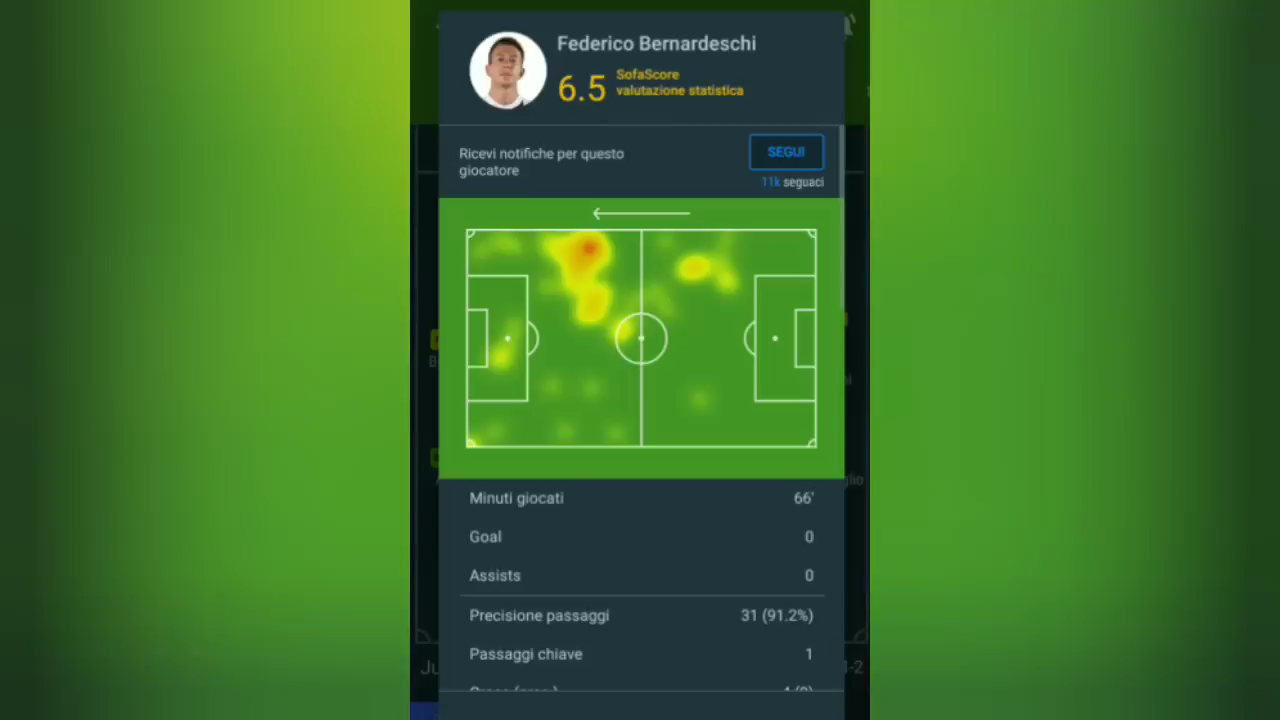 Federico Bernardeschi
6.5
SofaScore
valutazione statistica
Ricevi notifiche per questo
giocatore
SEGUI
11k seguaci
Minuti giocati 66'
Goal 0
Assists 0
Precisione passaggi 31 (91.2%)
Passaggi chiave 1